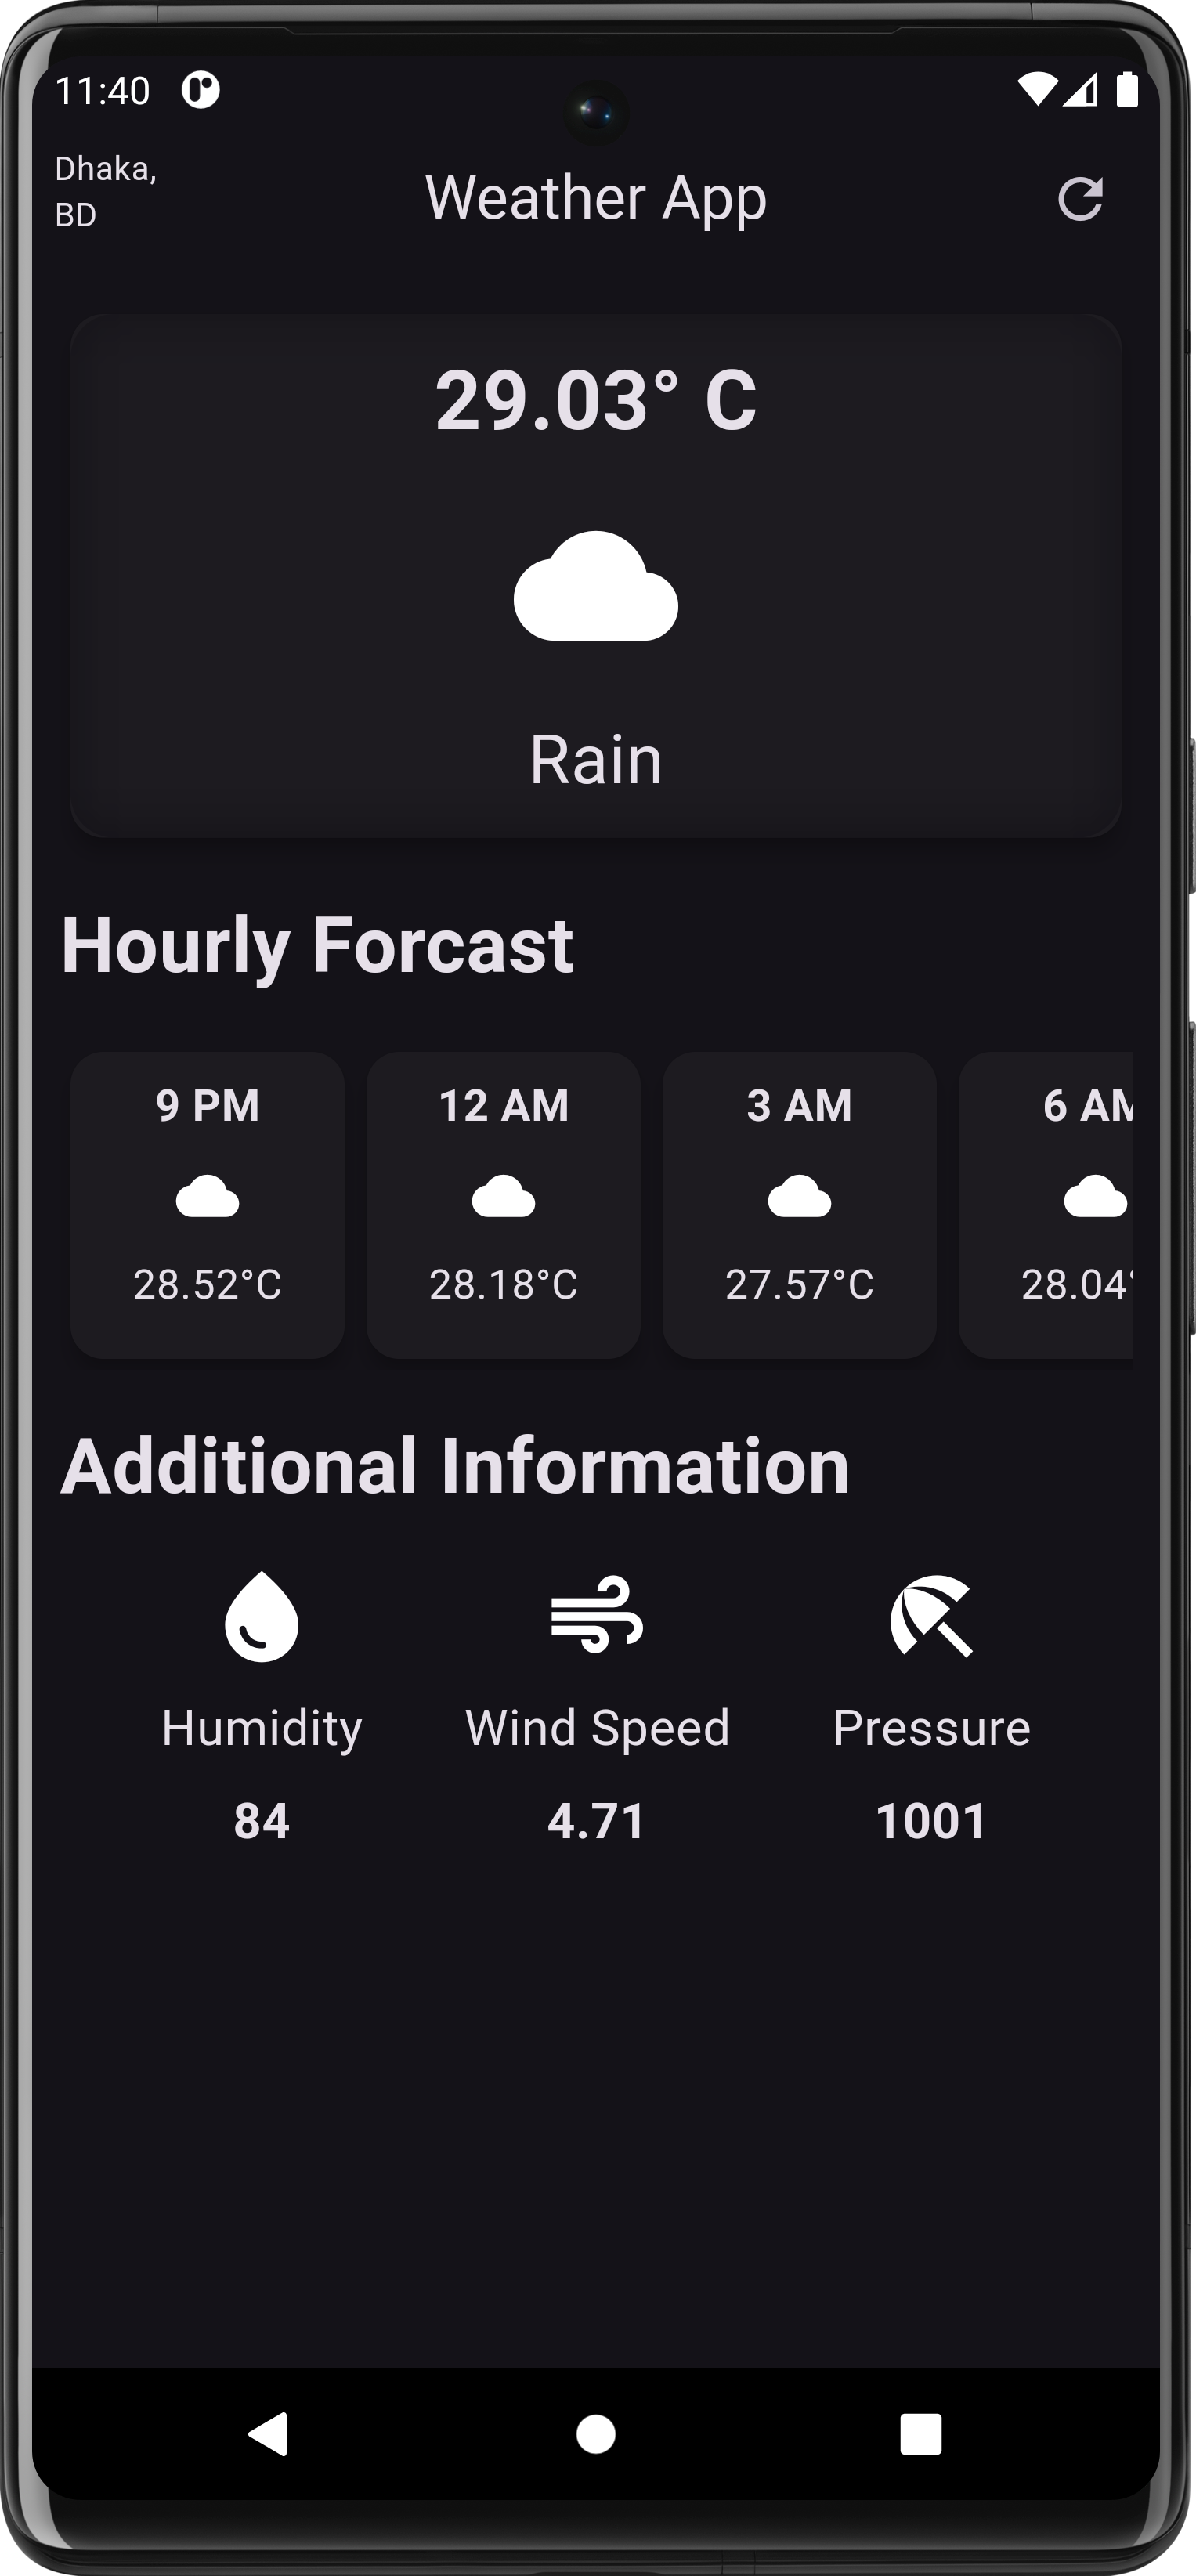 11:40
Dhaka,
BD
Weather App
29.03° C
Rain
Hourly Forcast
9 PM 12 AM 3 AM 6 AM
28.52°C 28.18°C 27.57°C 28.04°
Additional Information
Humidity Wind Speed Pressure
84 4.71 1001